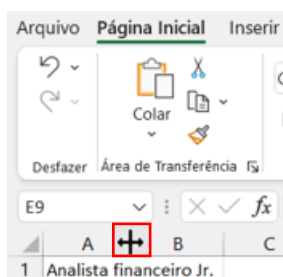 Arquivo Página Inicial Inserir
Colar
Desfazer Área de Transferência
E9 fx
A B C
1 Analista financeiro Jr.